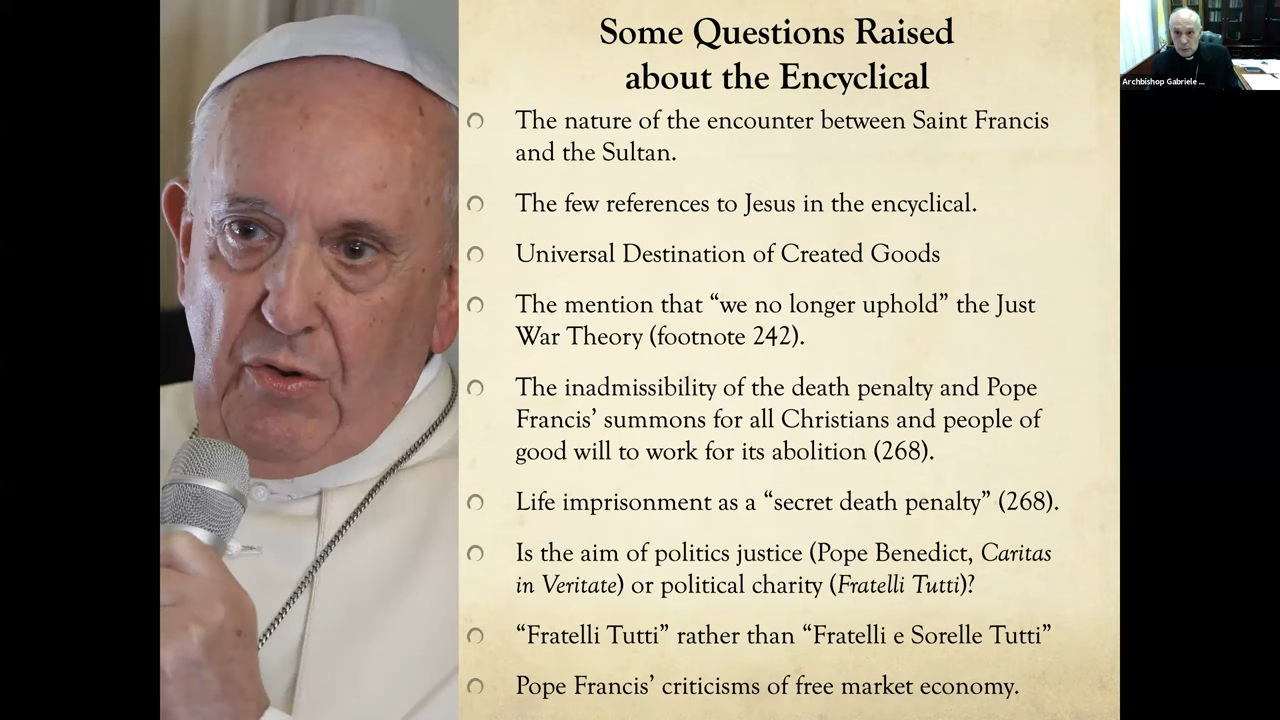 Some Questions Raised
about the Encyclical
The nature of the encounter between Saint Francis
and the Sultan.
The few references to Jesus in the encyclical.
Universal Destination of Created Goods
The mention that “we no longer uphold” the Just
War Theory (footnote 242).
The inadmissibility of the death penalty and Pope
Francis’ summons for all Christians and people of
good will to work for its abolition (268).
Life imprisonment as a “secret death penalty” (268).
Is the aim of politics justice (Pope Benedict, Caritas
in Veritate) or political charity (Fratelli Tutti)?
“Fratelli Tutti” rather than “Fratelli e Sorelle Tutti”
Pope Francis’ criticisms of free market economy.
Archbishop Gabriele ...